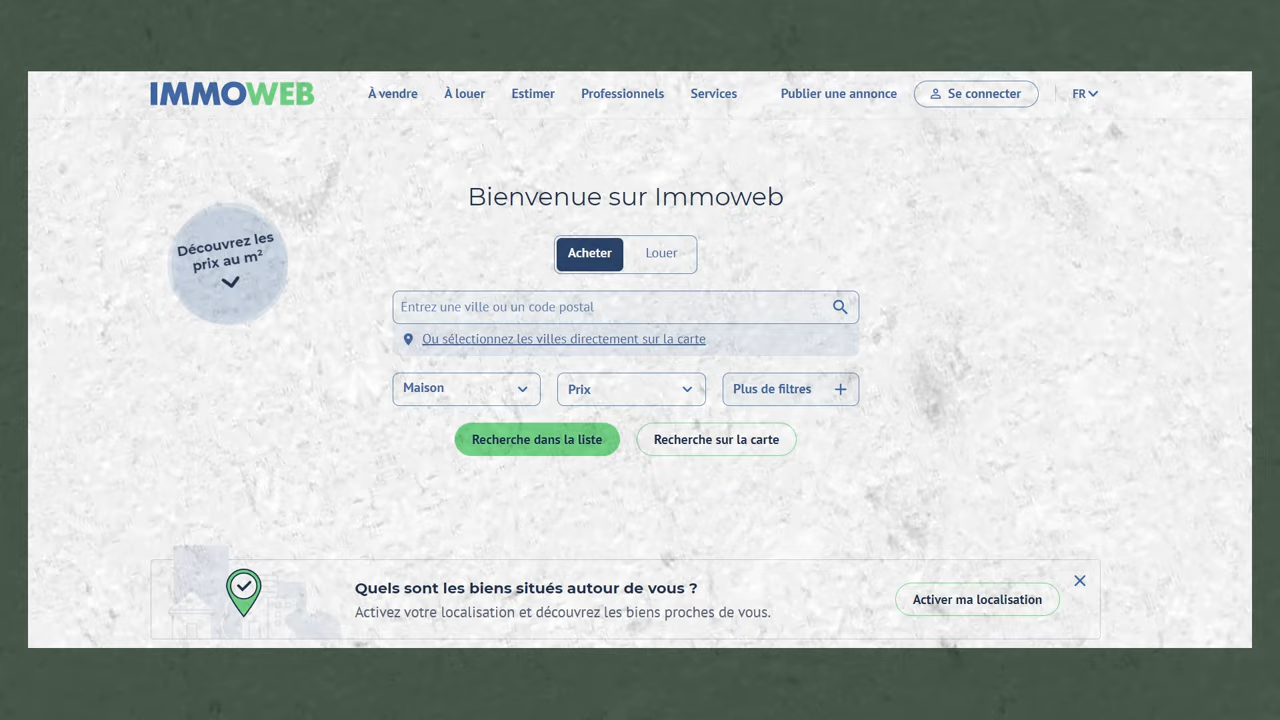 IMMOWEB
À vendre
À louer
Estimer
Professionnels
Services
Publier une annonce
Se connecter
FR
Bienvenue sur Immoweb
Découvrez les
prix au m²
Acheter
Louer
Entrez une ville ou un code postal
Ou sélectionnez les villes directement sur la carte
Maison
Prix
Plus de filtres
Recherche dans la liste
Recherche sur la carte
Quels sont les biens situés autour de vous ?
Activez votre localisation et découvrez les biens proches de vous.
Activer ma localisation